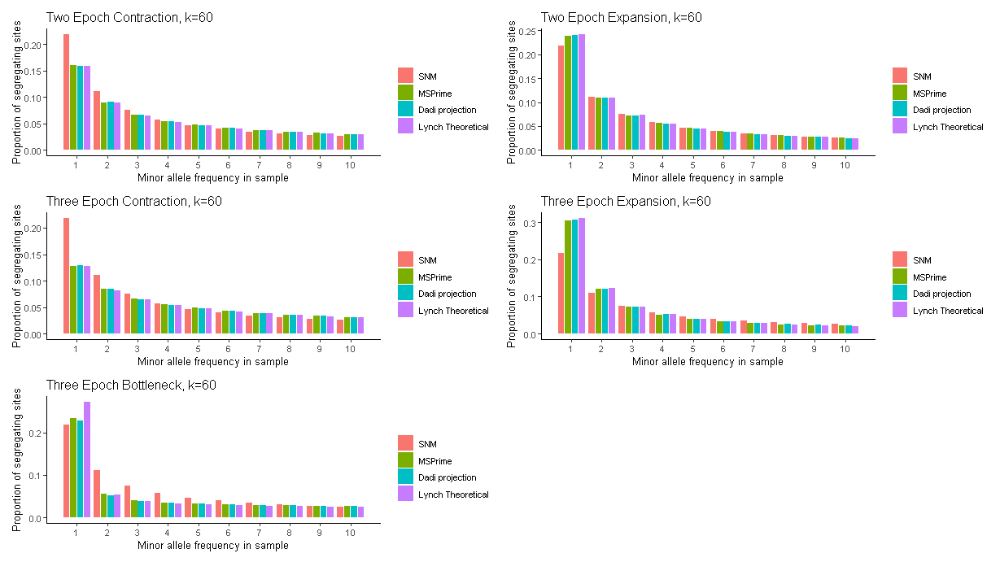 Two Epoch Contraction, k=60
Proportion of segregating sites
0.20
0.15
0.10
0.05
0.00
1 2 3 4 5 6 7 8 9 10
Minor allele frequency in sample
SNM
MSPrime
Dadi projection
Lynch Theoretical
Two Epoch Expansion, k=60
Proportion of segregating sites
0.25
0.20
0.15
0.10
0.05
0.00
1 2 3 4 5 6 7 8 9 10
Minor allele frequency in sample
SNM
MSPrime
Dadi projection
Lynch Theoretical
Three Epoch Contraction, k=60
Proportion of segregating sites
0.20
0.15
0.10
0.05
0.00
1 2 3 4 5 6 7 8 9 10
Minor allele frequency in sample
SNM
MSPrime
Dadi projection
Lynch Theoretical
Three Epoch Expansion, k=60
Proportion of segregating sites
0.3
0.2
0.1
0.0
1 2 3 4 5 6 7 8 9 10
Minor allele frequency in sample
SNM
MSPrime
Dadi projection
Lynch Theoretical
Three Epoch Bottleneck, k=60
Proportion of segregating sites
0.2
0.1
0.0
1 2 3 4 5 6 7 8 9 10
Minor allele frequency in sample
SNM
MSPrime
Dadi projection
Lynch Theoretical